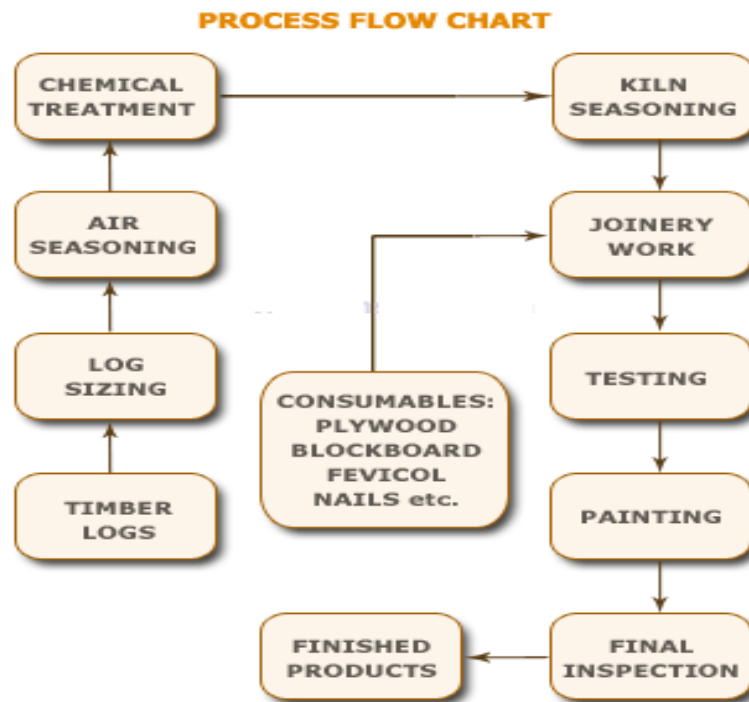 PROCESS FLOW CHART
CHEMICAL
TREATMENT
KILN
SEASONING
AIR
SEASONING
JOINERY
WORK
LOG
SIZING
CONSUMABLES:
PLYWOOD
BLOCKBOARD
FEVICOL
NAILS etc.
TESTING
TIMBER
LOGS
PAINTING
FINISHED
PRODUCTS
FINAL
INSPECTION